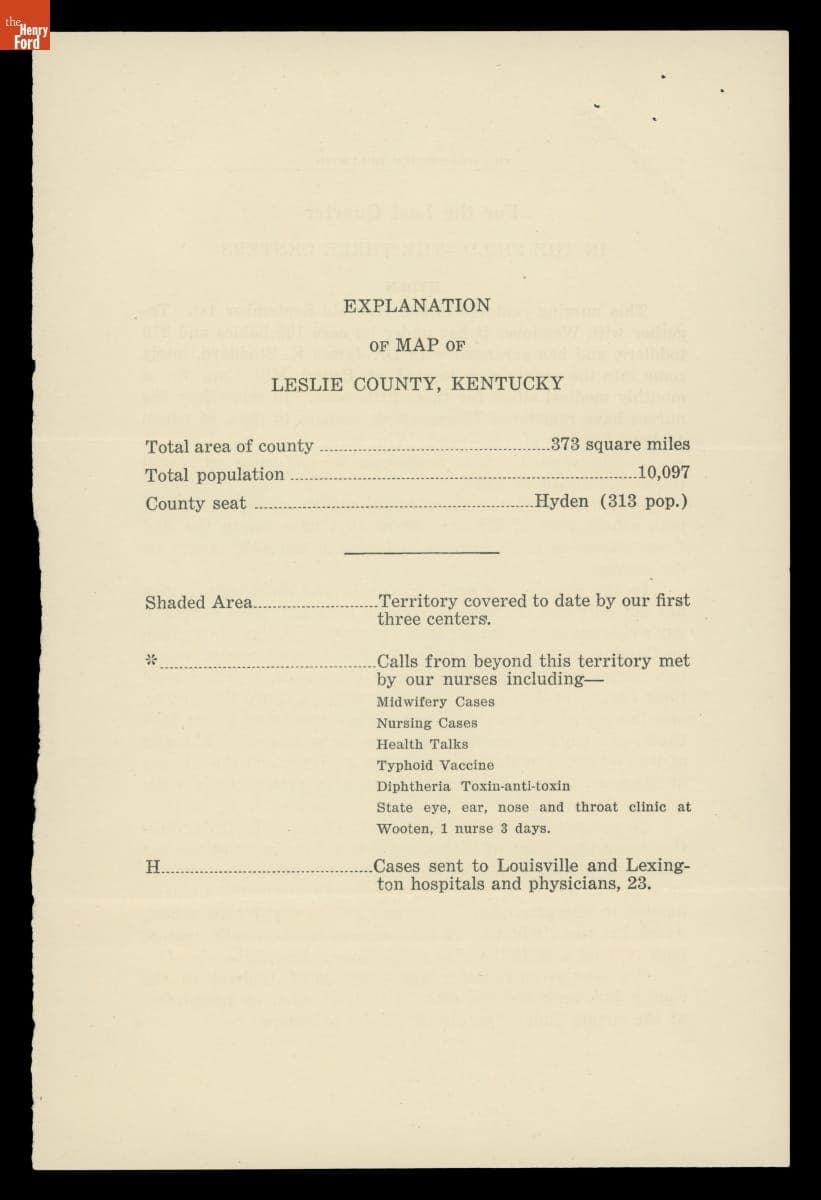 the
Henry
Ford
EXPLANATION
OF MAP OF
LESLIE COUNTY, KENTUCKY
Total area of county ........................ 373 square miles
Total population ........................ 10,097
County seat ........................ Hyden (313 pop.)
Shaded Area ........................ Territory covered to date by our first
three centers.
* ........................ Calls from beyond this territory met
by our nurses including—
Midwifery Cases
Nursing Cases
Health Talks
Typhoid Vaccine
Diphtheria Toxin-anti-toxin
State eye, ear, nose and throat clinic at
Wooten, 1 nurse 3 days.
H ........................ Cases sent to Louisville and Lexing-
ton hospitals and physicians, 23.